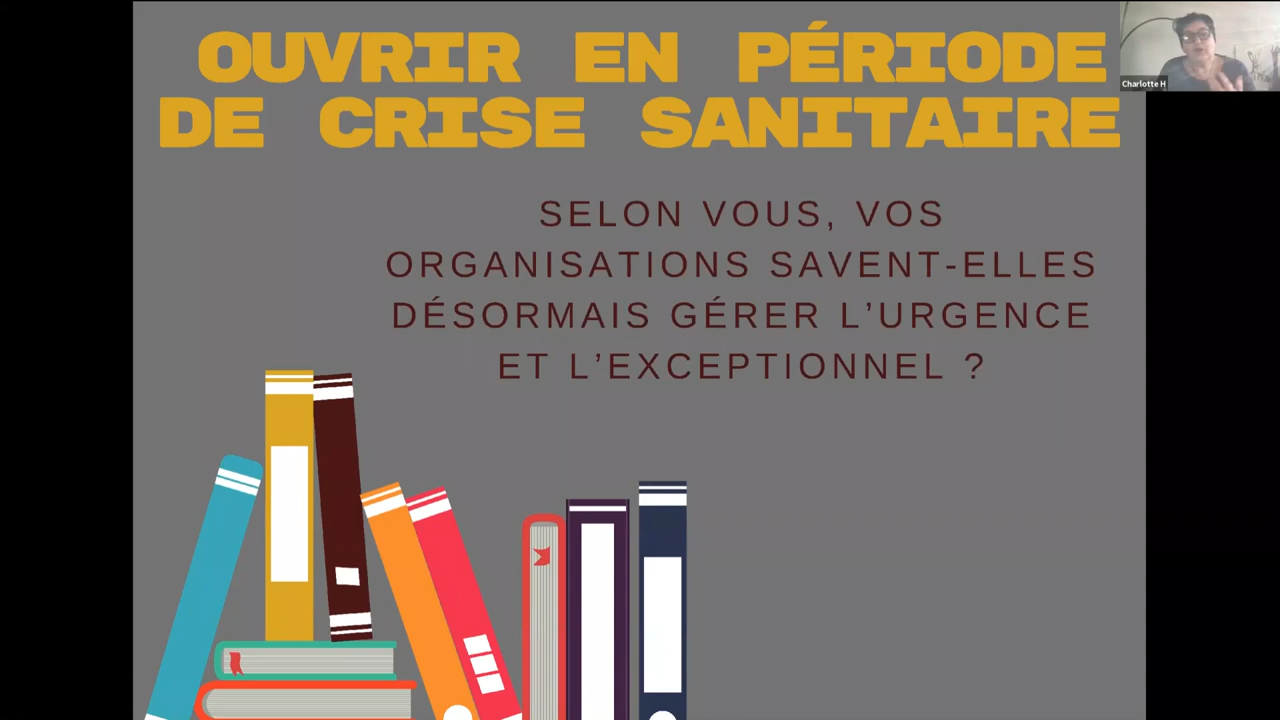 OUVRIR EN PÉRIODE
DE CRISE SANITAIRE
Charlotte H
SELON VOUS, VOS
ORGANISATIONS SAVENT-ELLES
DÉSORMAIS GÉRER L’URGENCE
ET L’EXCEPTIONNEL ?